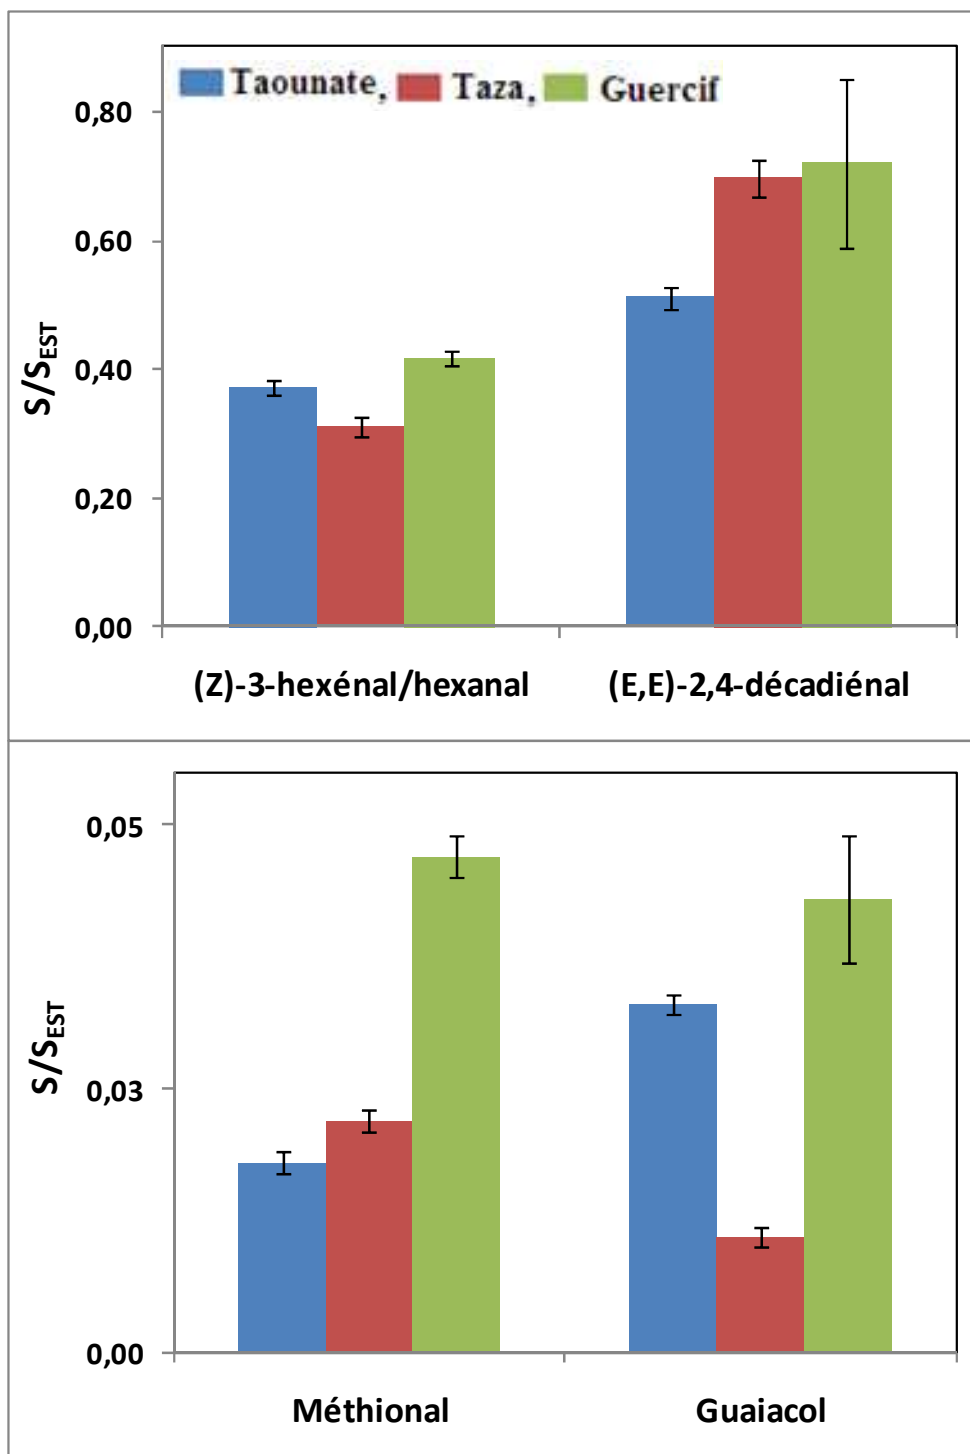 Taounate, Taza, Guercif
0,80
0,60
0,40
0,20
0,00
S/SEST
(Z)-3-hexénal/hexanal (E,E)-2,4-décadiénal
0,05
0,03
0,00
S/SEST
Méthional Guaiacol